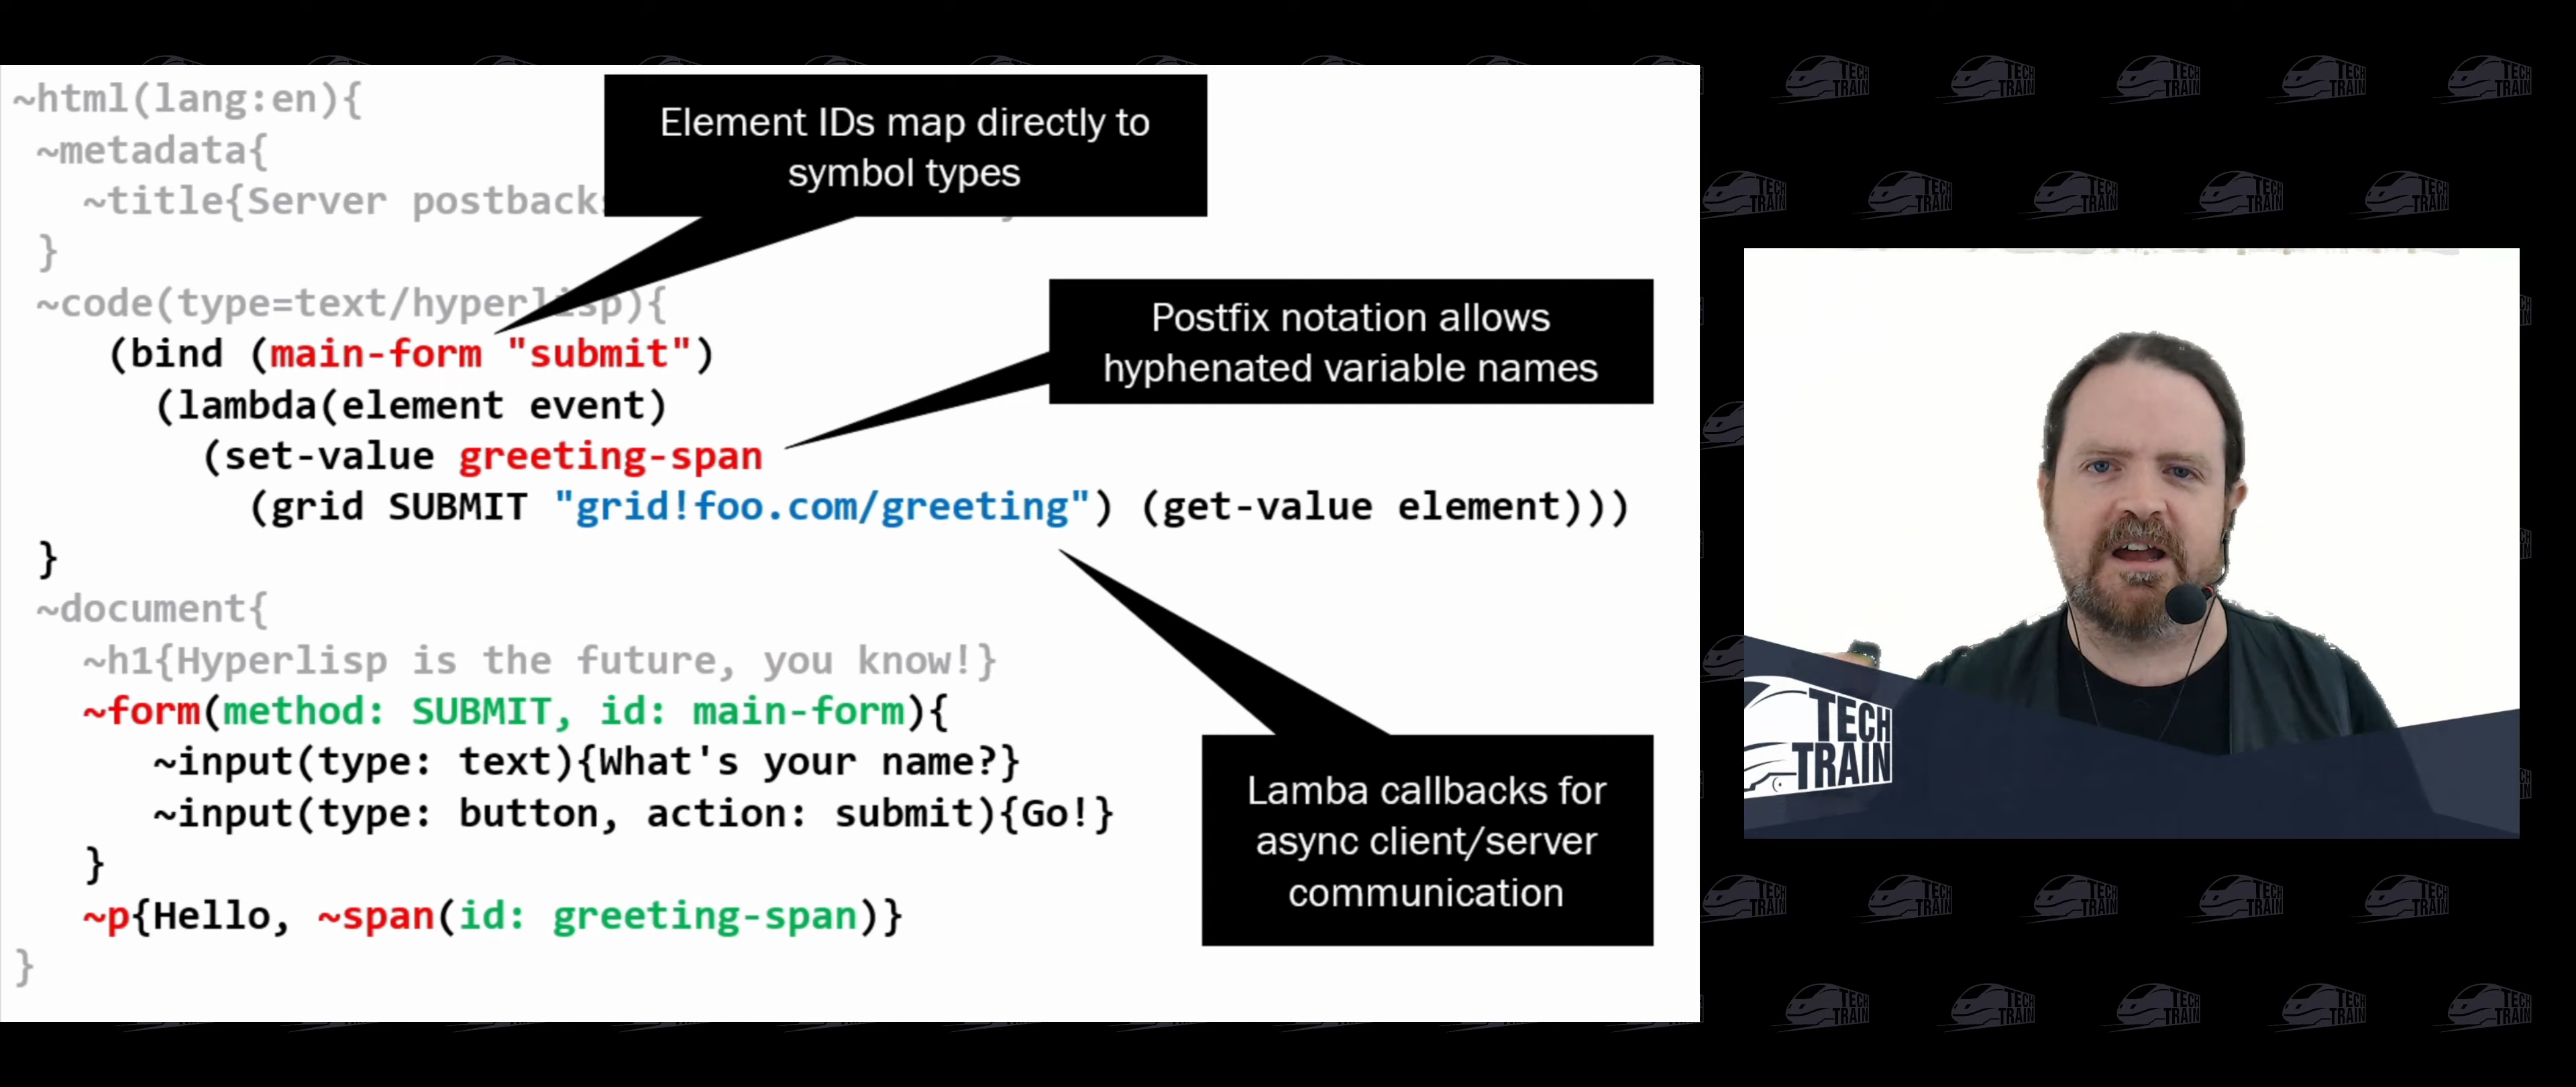 ~html(lang:en){
~metadata{
~title{Server postbacks
}
~code(type=text/hyperlisp){
(bind (main-form "submit")
(lambda(element event)
(set-value greeting-span
(grid SUBMIT "grid!foo.com/greeting") (get-value element)))
}
~document{
~h1{Hyperlisp is the future, you know!}
~form(method: SUBMIT, id: main-form){
~input(type: text){What's your name?}
~input(type: button, action: submit){Go!}
}
~p{Hello, ~span(id: greeting-span)}
}
Element IDs map directly to
symbol types
Postfix notation allows
hyphenated variable names
Lamba callbacks for
async client/server
communication
TECH
TRAIN